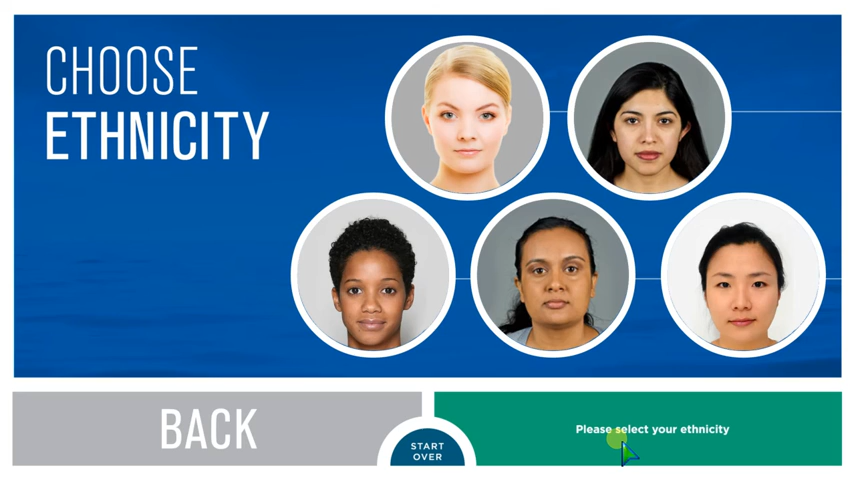 CHOOSE
ETHNICITY
BACK
START
OVER
Please select your ethnicity